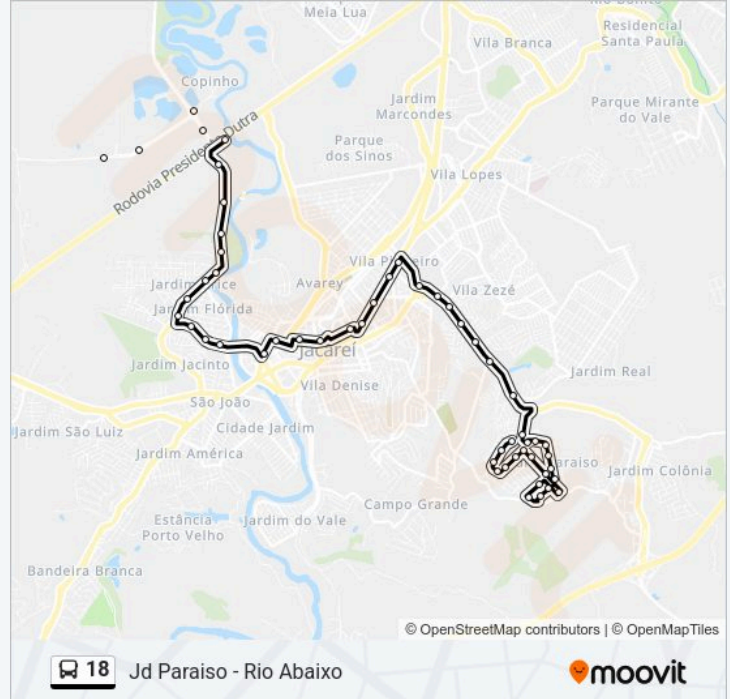 Meia Lua
Residencial
Santa Paula
Vila Branca
Copinho
Jardim
Marcondes
Parque Mirante
do Vale
Rodovia Presidente Dutra
Parque
dos Sinos
Vila Lopes
Vila Pinheiro
Jardim
Avarey
Vila Zezé
Jardim Flórida
Jacareí
Jardim Jacinto
Vila Denise
Jardim Real
São João
Cidade Jardim
Jardim São Luiz
Jardim América
Paraiso
Jardim Colônia
Campo Grande
Estância
Porto Velho
Jardim do Vale
Bandeira Branca
© OpenStreetMap contributors | © OpenMapTiles
18 Jd Paraiso - Rio Abaixo
moovit